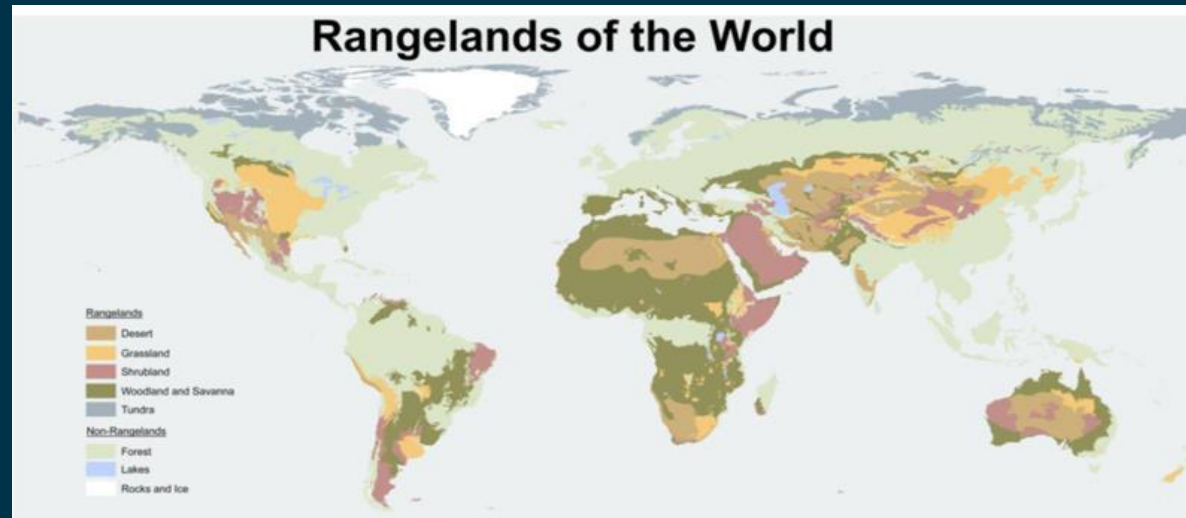 Rangelands of the World
Rangelands
Desert
Grassland
Shrubland
Woodland and Savanna
Tundra
Non-Rangelands
Forest
Lakes
Rocks and Ice